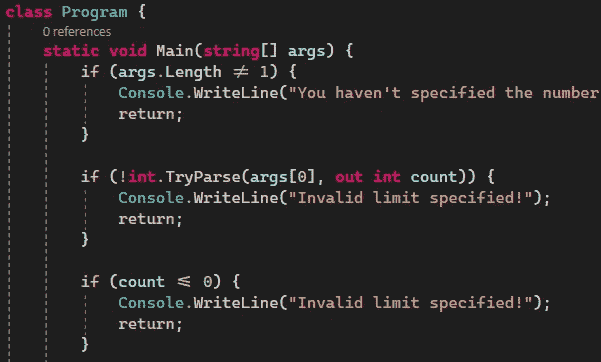 class Program {
0 references
static void Main(string[] args) {
if (args.Length ≠ 1) {
Console.WriteLine("You haven't specified the number
return;
}
if (!int.TryParse(args[0], out int count)) {
Console.WriteLine("Invalid limit specified!");
return;
}
if (count ⩽ 0) {
Console.WriteLine("Invalid limit specified!");
return;
}